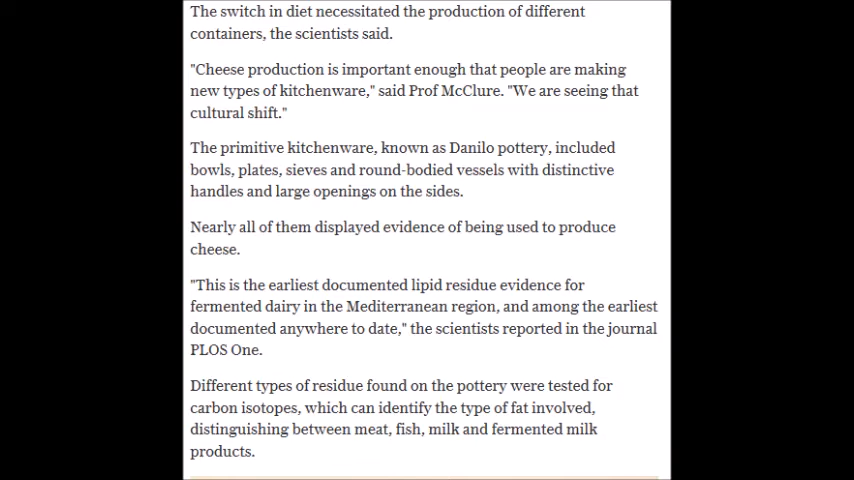 The switch in diet necessitated the production of different
containers, the scientists said.
"Cheese production is important enough that people are making
new types of kitchenware," said Prof McClure. "We are seeing that
cultural shift."
The primitive kitchenware, known as Danilo pottery, included
bowls, plates, sieves and round-bodied vessels with distinctive
handles and large openings on the sides.
Nearly all of them displayed evidence of being used to produce
cheese.
"This is the earliest documented lipid residue evidence for
fermented dairy in the Mediterranean region, and among the earliest
documented anywhere to date," the scientists reported in the journal
PLOS One.
Different types of residue found on the pottery were tested for
carbon isotopes, which can identify the type of fat involved,
distinguishing between meat, fish, milk and fermented milk
products.